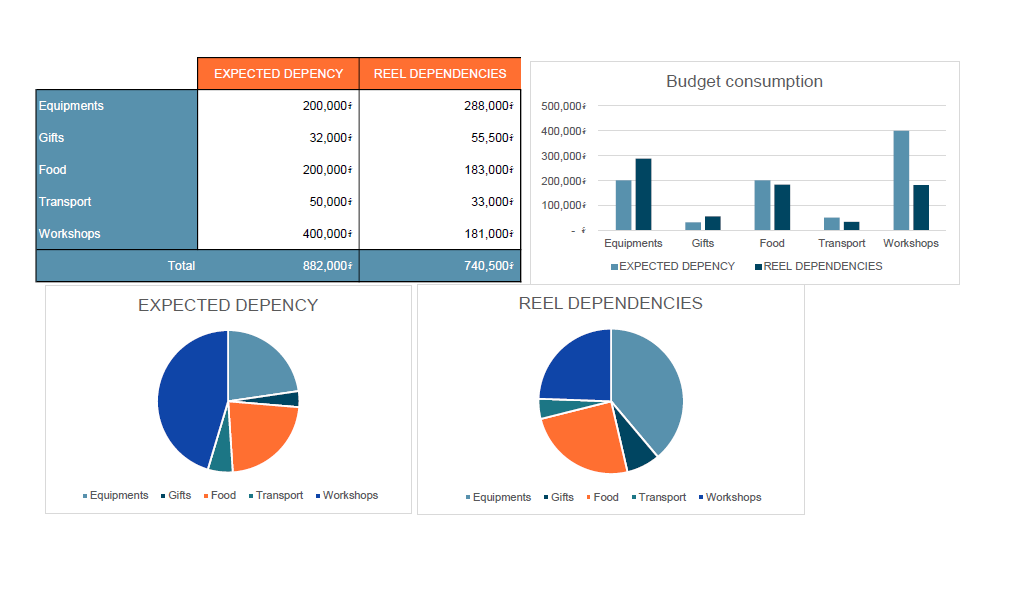 EXPECTED DEPENCY REEL DEPENDENCIES
Equipments 200,000፥ 288,000፥
Gifts 32,000፥ 55,500፥
Food 200,000፥ 183,000፥
Transport 50,000፥ 33,000፥
Workshops 400,000፥ 181,000፥
Total 882,000፥ 740,500፥
Budget consumption
500,000፥
400,000፥
300,000፥
200,000፥
100,000፥
- ፥
Equipments Gifts Food Transport Workshops
EXPECTED DEPENCY REEL DEPENDENCIES
EXPECTED DEPENCY
Equipments Gifts Food Transport Workshops
REEL DEPENDENCIES
Equipments Gifts Food Transport Workshops